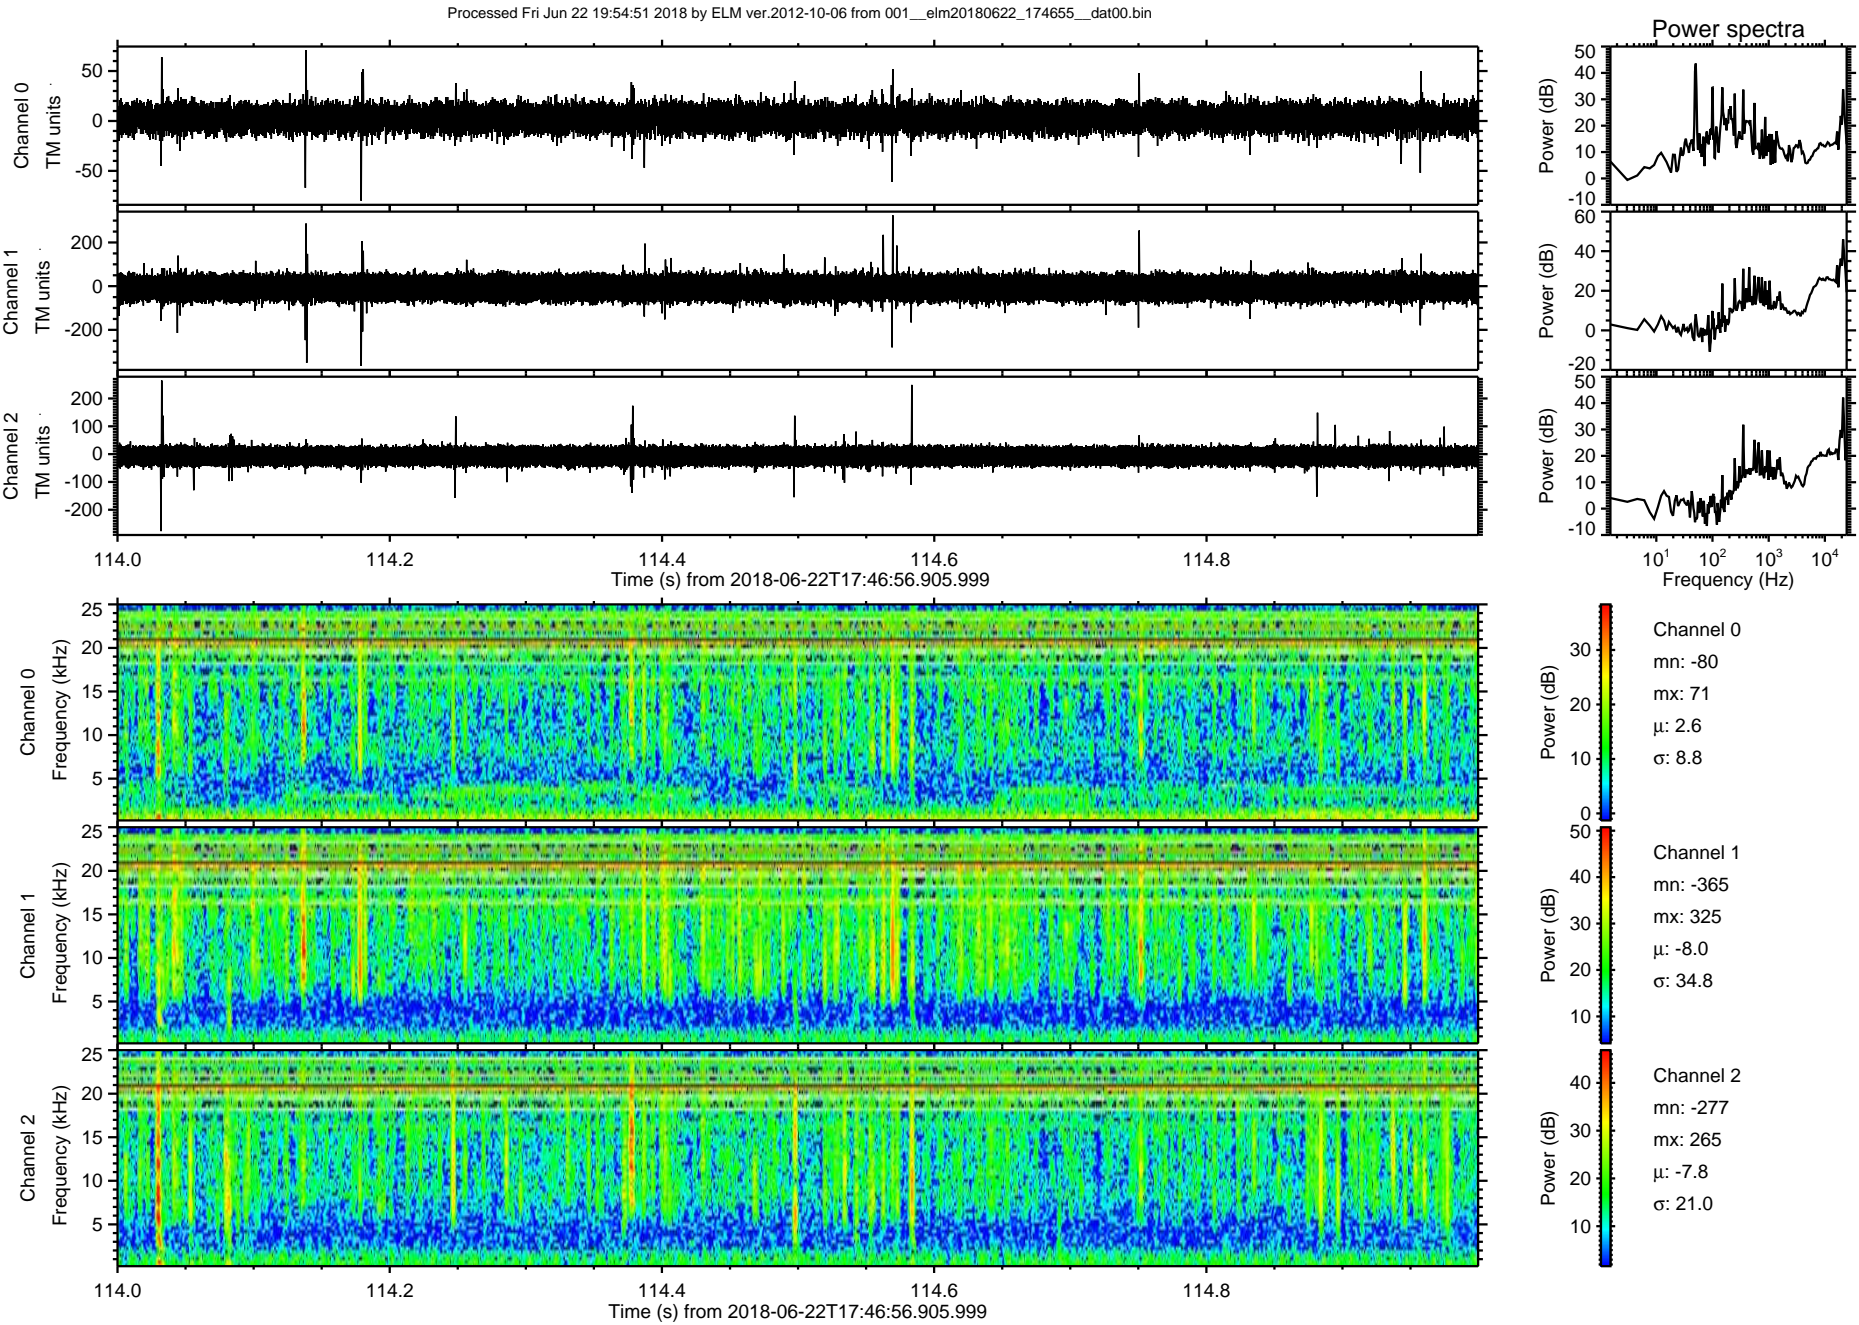 Processed Fri Jun 22 19:54:51 2018 by ELM ver.2012-10-06 from 001__elm20180622_174655__dat00.bin
Power spectra
Channel 0
TM units
50
0
-50
Power (dB)
50
40
30
20
10
0
-10
Channel 1
TM units
200
0
-200
Power (dB)
60
40
20
0
-20
Channel 2
TM units
200
100
0
-100
-200
Power (dB)
50
40
30
20
10
0
-10
114.0 114.2 114.4 114.6 114.8
Time (s) from 2018-06-22T17:46:56.905.999
10^1 10^2 10^3 10^4
Frequency (Hz)
Channel 0
Frequency (kHz)
25
20
15
10
5
Power (dB)
30
20
10
0
Channel 0
mn: -80
mx: 71
μ: 2.6
σ: 8.8
Channel 1
Frequency (kHz)
25
20
15
10
5
Power (dB)
50
40
30
20
10
Channel 1
mn: -365
mx: 325
μ: -8.0
σ: 34.8
Channel 2
Frequency (kHz)
25
20
15
10
5
Power (dB)
40
30
20
10
Channel 2
mn: -277
mx: 265
μ: -7.8
σ: 21.0
114.0 114.2 114.4 114.6 114.8
Time (s) from 2018-06-22T17:46:56.905.999